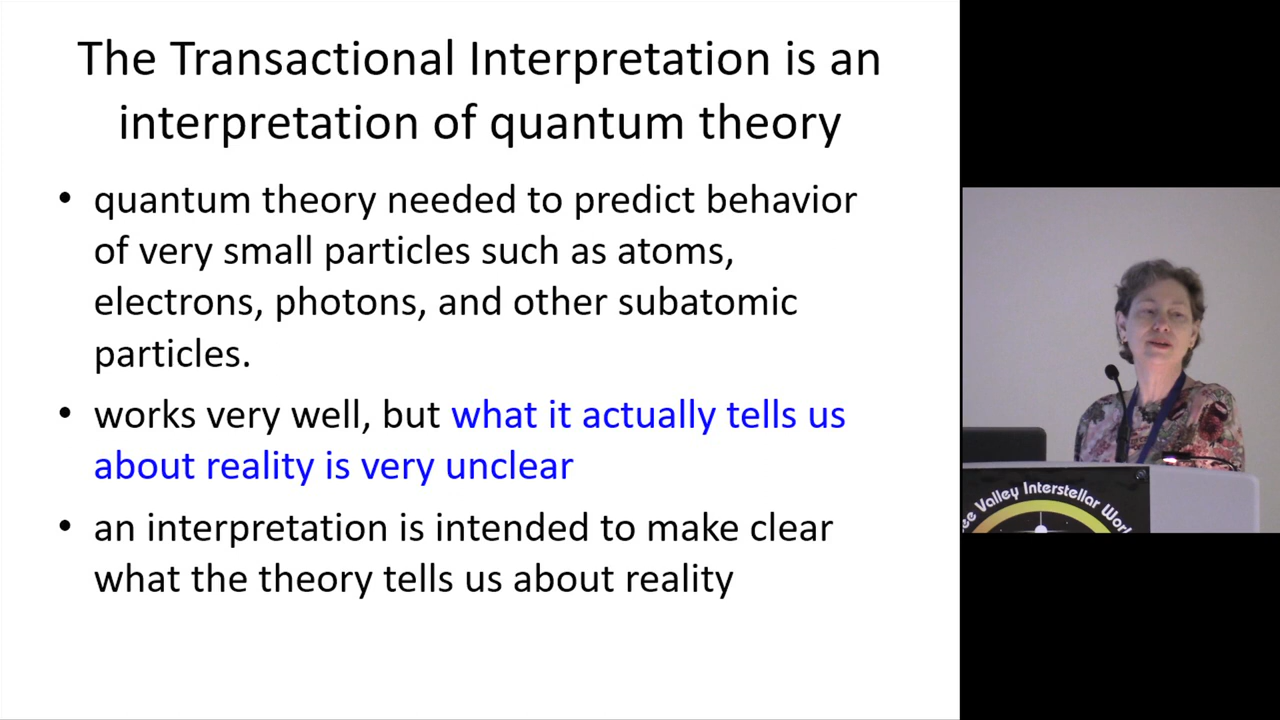 The Transactional Interpretation is an
interpretation of quantum theory
• quantum theory needed to predict behavior
of very small particles such as atoms,
electrons, photons, and other subatomic
particles.
• works very well, but what it actually tells us
about reality is very unclear
• an interpretation is intended to make clear
what the theory tells us about reality
Valley Interstellar